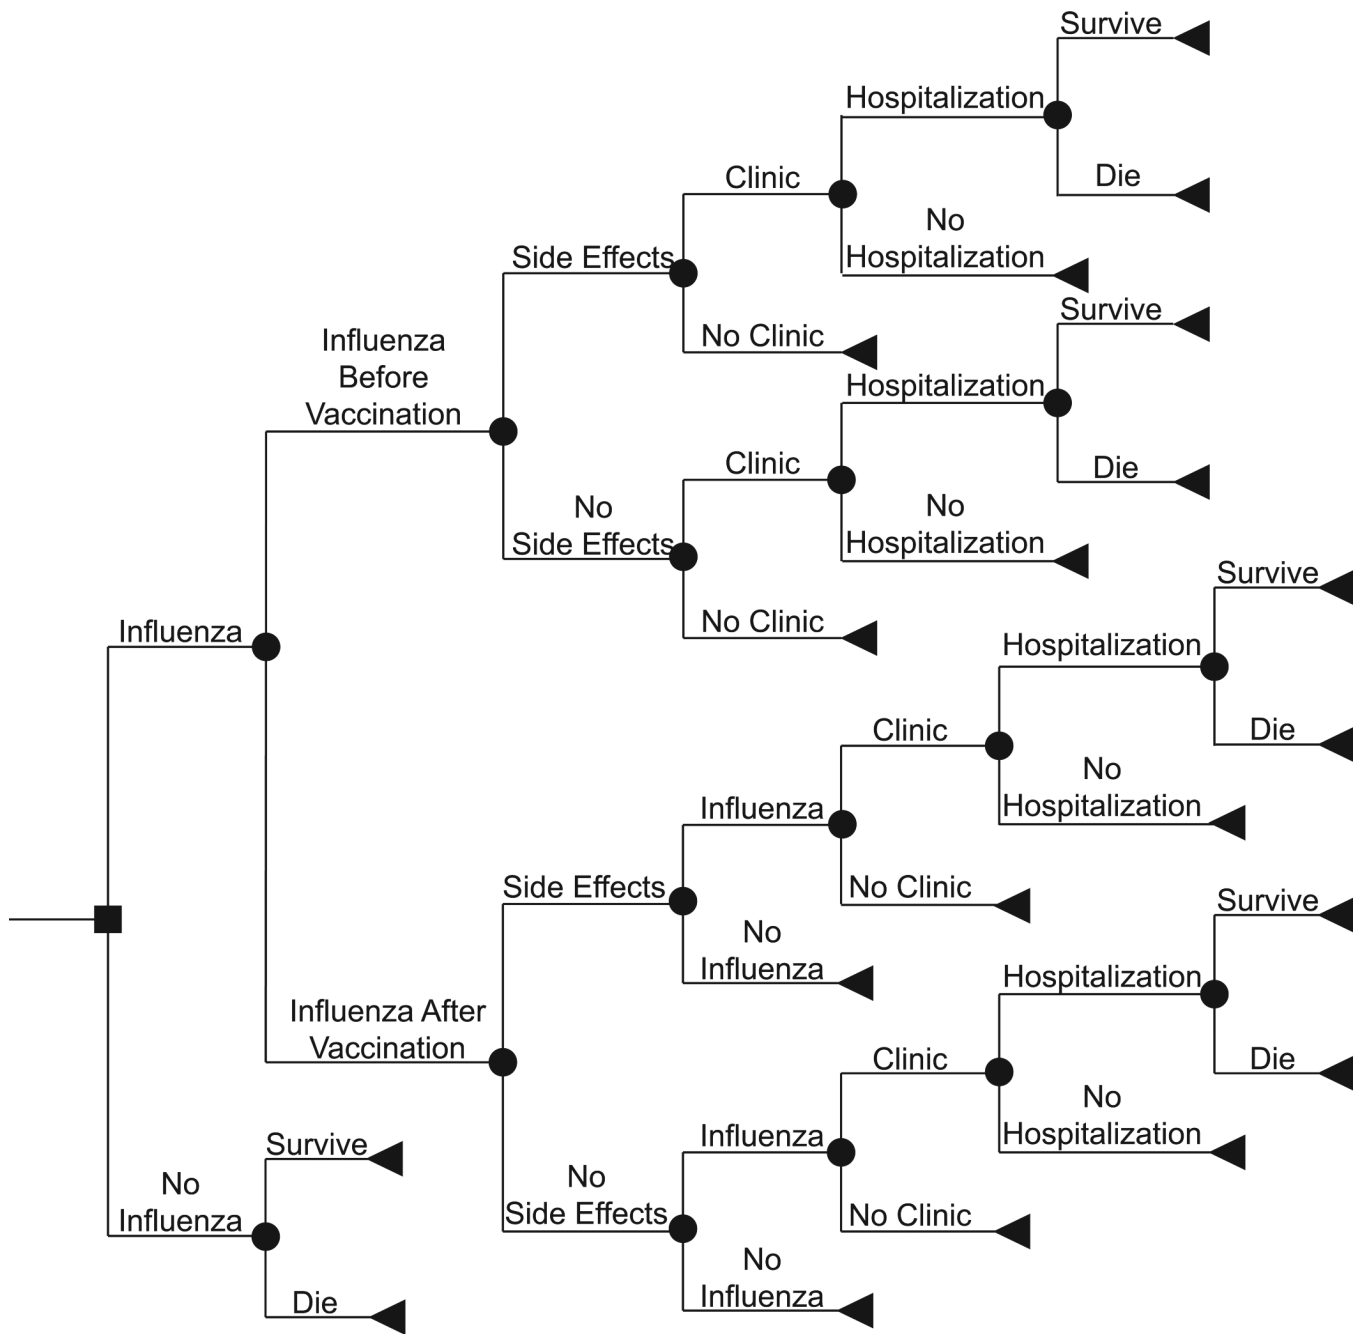 Survive
Hospitalization
Die
Clinic
No
Hospitalization
Side Effects
No Clinic
Survive
Influenza
Before
Vaccination
Hospitalization
Die
Clinic
No
Hospitalization
No
Side Effects
No Clinic
Influenza
Survive
Hospitalization
Die
Clinic
No
Hospitalization
Influenza
No Clinic
Side Effects
No
Influenza
Influenza After
Vaccination
Survive
Hospitalization
Die
Clinic
No
Hospitalization
Influenza
No Clinic
No
Side Effects
No
Influenza
Survive
No
Influenza
Die